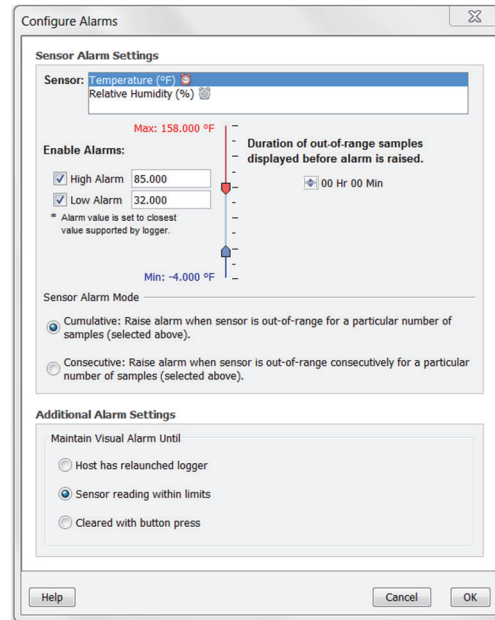 Configure Alarms
Sensor Alarm Settings
Sensor: Temperature (°F)
Relative Humidity (%)
Max: 158.000 °F
Enable Alarms:
High Alarm 85.000
Low Alarm 32.000
* Alarm value is set to closest
value supported by logger.
Min: -4.000 °F
Duration of out-of-range samples
displayed before alarm is raised.
00 Hr 00 Min
Sensor Alarm Mode
Cumulative: Raise alarm when sensor is out-of-range for a particular number of
samples (selected above).
Consecutive: Raise alarm when sensor is out-of-range consecutively for a particular
number of samples (selected above).
Additional Alarm Settings
Maintain Visual Alarm Until
Host has relaunched logger
Sensor reading within limits
Cleared with button press
Help
Cancel
OK